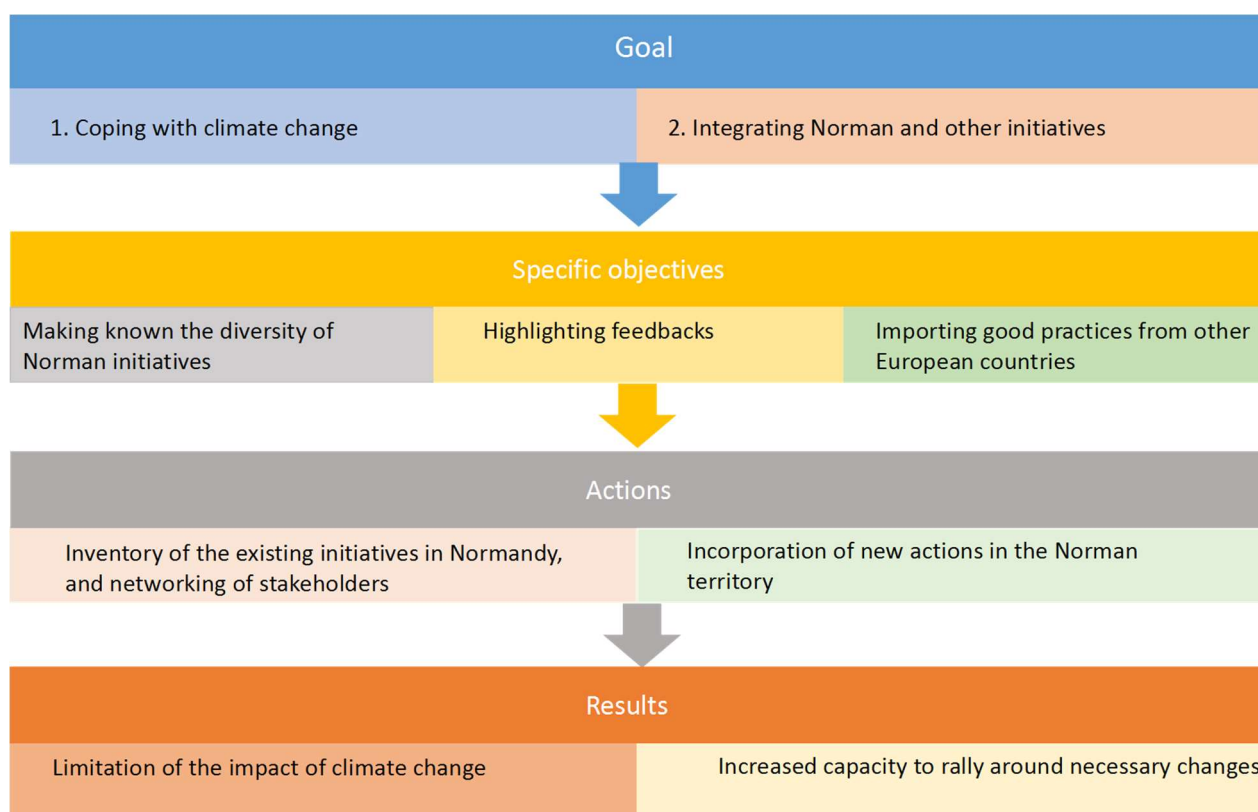 Goal
1. Coping with climate change
2. Integrating Norman and other initiatives
Specific objectives
Making known the diversity of
Norman initiatives
Highlighting feedbacks
Importing good practices from other
European countries
Actions
Inventory of the existing initiatives in Normandy,
and networking of stakeholders
Incorporation of new actions in the Norman
territory
Results
Limitation of the impact of climate change
Increased capacity to rally around necessary changes